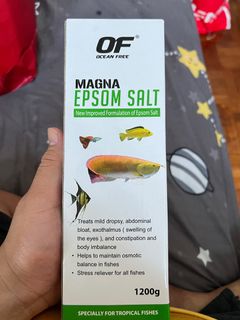 OF
OCEAN FREE
MAGNA
EPSOM SALT
New Improved Formulation of Epsom Salt
• Treats mild dropsy, abdominal
bloat, exothalmus ( swelling of
the eyes ), and constipation and
body imbalance
• Helps to maintain osmotic
balance in fishes
• Stress reliever for all fishes
1200g
SPECIALLY FOR TROPICAL FISHES